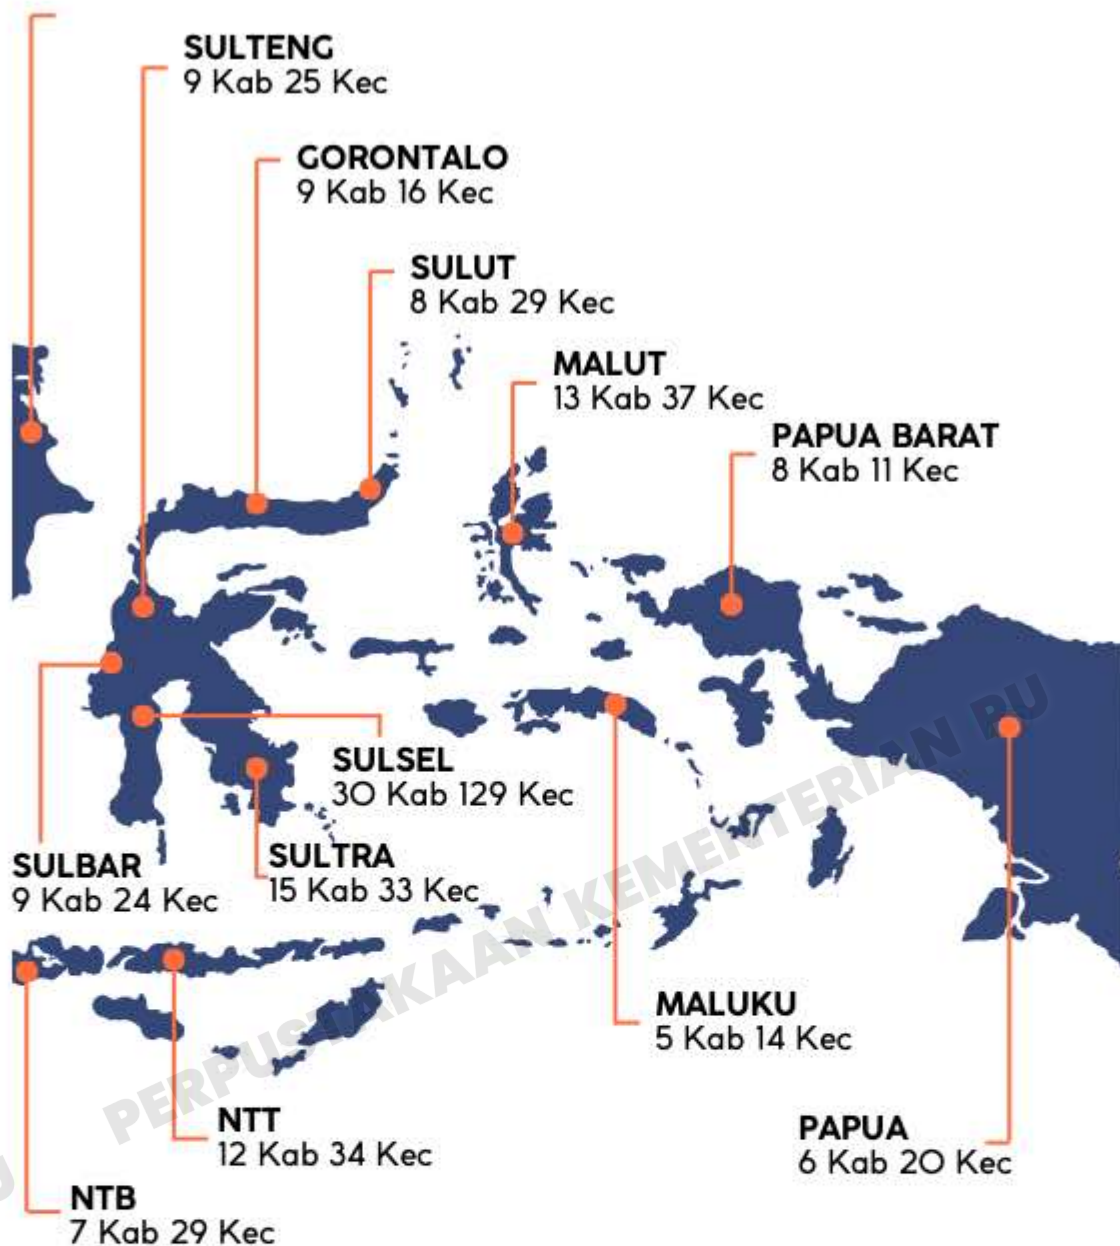 SULTENG
9 Kab 25 Kec
GORONTALO
9 Kab 16 Kec
SULUT
8 Kab 29 Kec
MALUT
13 Kab 37 Kec
PAPUA BARAT
8 Kab 11 Kec
SULSEL
30 Kab 129 Kec
SULBAR
9 Kab 24 Kec
SULTRA
15 Kab 33 Kec
MALUKU
5 Kab 14 Kec
NTT
12 Kab 34 Kec
PAPUA
6 Kab 20 Kec
NTB
7 Kab 29 Kec
PERPUSTAKAAN KEMENTERIAN PU